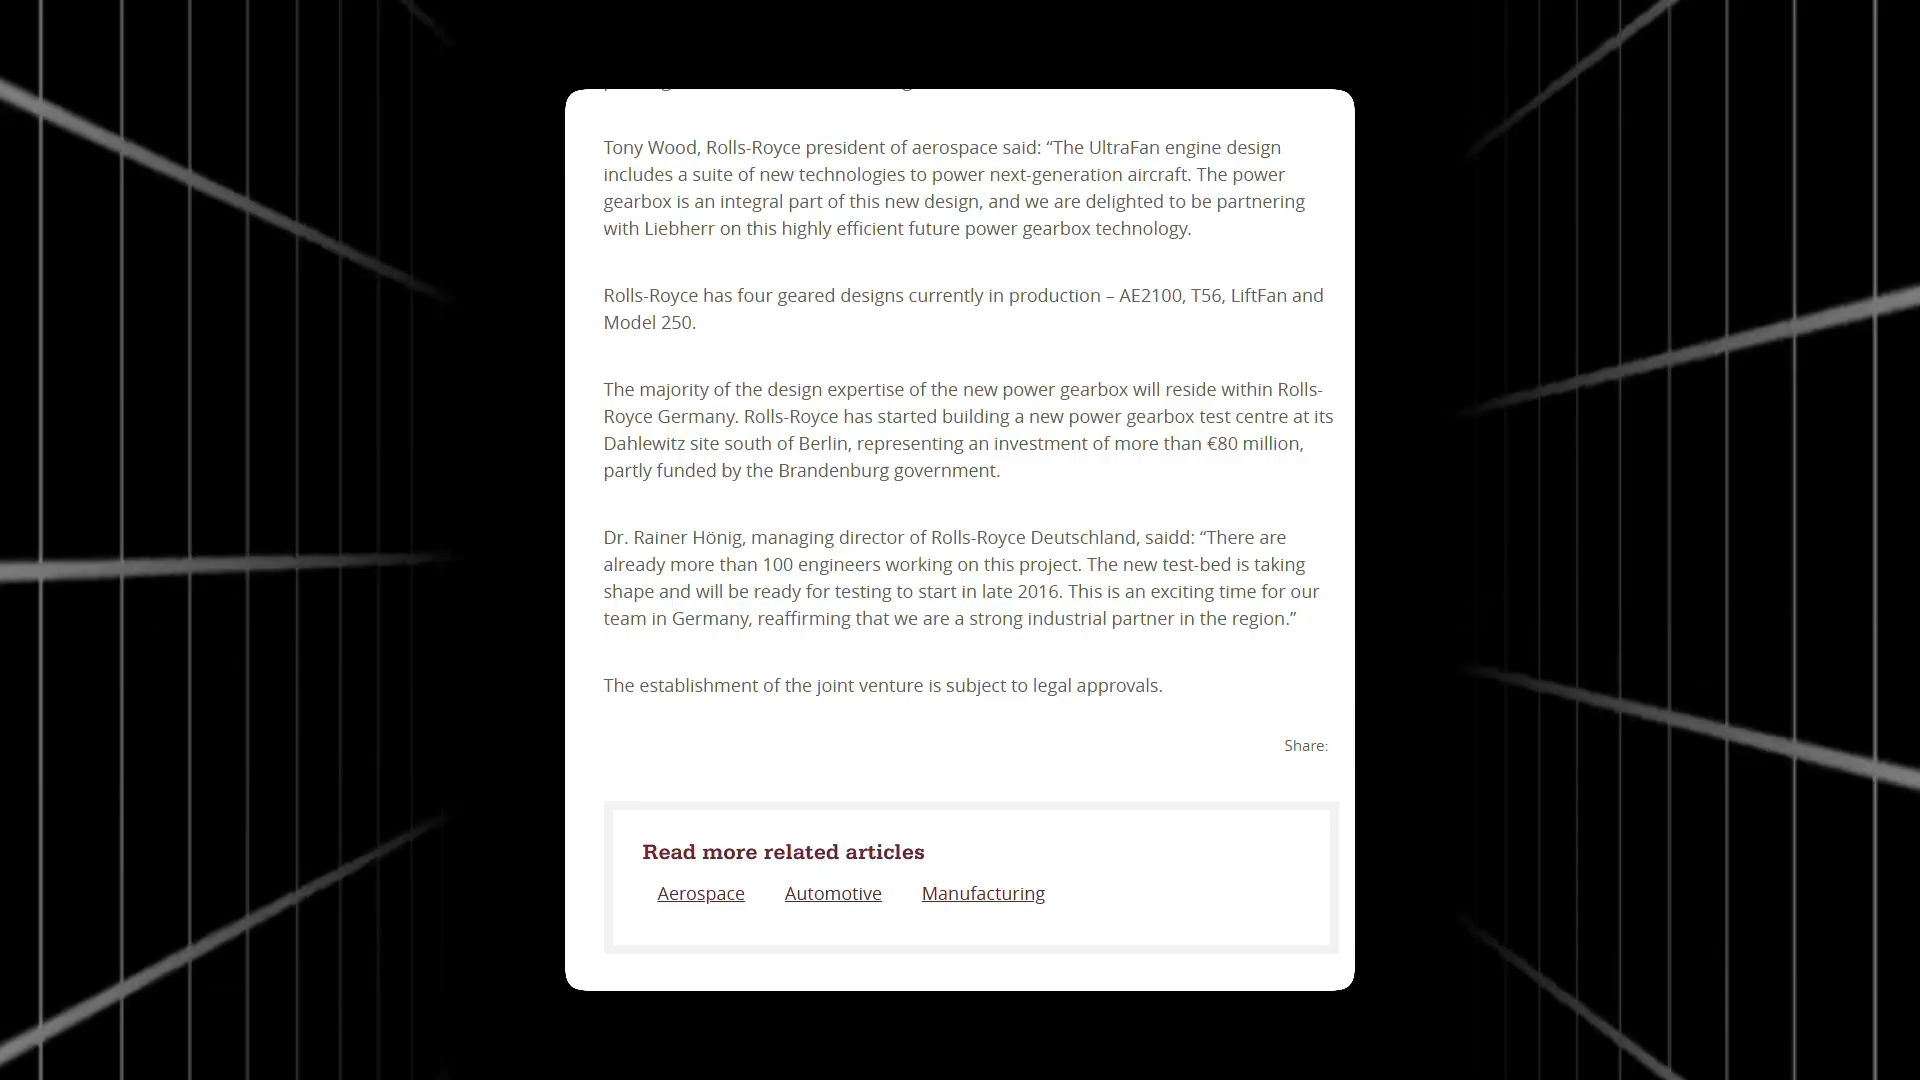 Tony Wood, Rolls-Royce president of aerospace said: “The UltraFan engine design
includes a suite of new technologies to power next-generation aircraft. The power
gearbox is an integral part of this new design, and we are delighted to be partnering
with Liebherr on this highly efficient future power gearbox technology.
Rolls-Royce has four geared designs currently in production – AE2100, T56, LiftFan and
Model 250.
The majority of the design expertise of the new power gearbox will reside within Rolls-
Royce Germany. Rolls-Royce has started building a new power gearbox test centre at its
Dahlewitz site south of Berlin, representing an investment of more than €80 million,
partly funded by the Brandenburg government.
Dr. Rainer Hönig, managing director of Rolls-Royce Deutschland, saidd: “There are
already more than 100 engineers working on this project. The new test-bed is taking
shape and will be ready for testing to start in late 2016. This is an exciting time for our
team in Germany, reaffirming that we are a strong industrial partner in the region.”
The establishment of the joint venture is subject to legal approvals.
Share:
Read more related articles
Aerospace Automotive Manufacturing